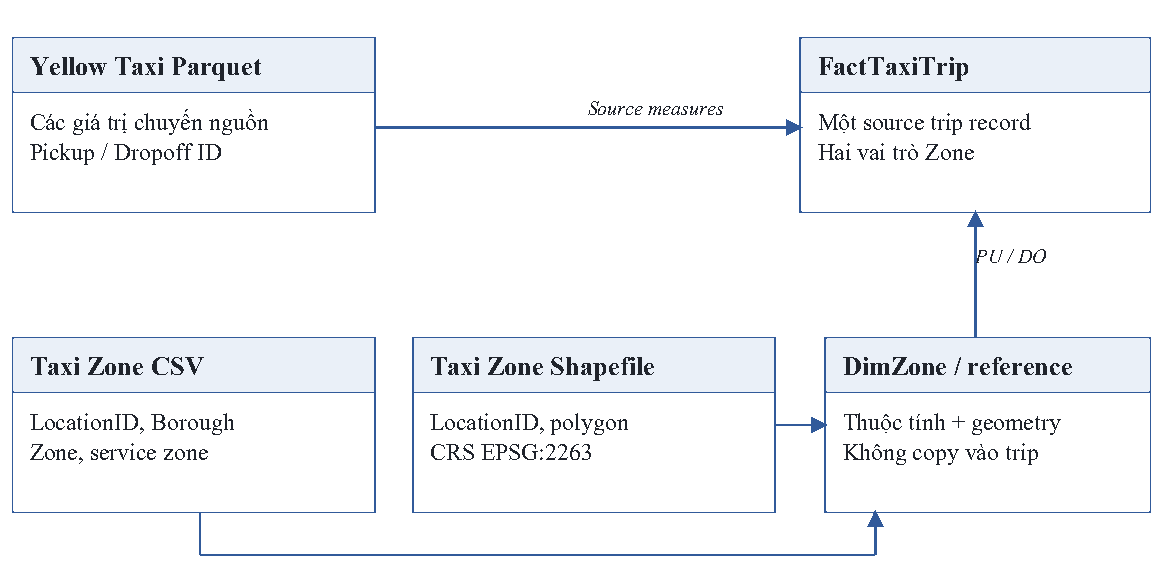 Yellow Taxi Parquet
Các giá trị chuyến nguồn
Pickup / Dropoff ID
Source measures
FactTaxiTrip
Một source trip record
Hai vai trò Zone
PU / DO
Taxi Zone CSV
LocationID, Borough
Zone, service zone
Taxi Zone Shapefile
LocationID, polygon
CRS EPSG:2263
DimZone / reference
Thuộc tính + geometry
Không copy vào trip